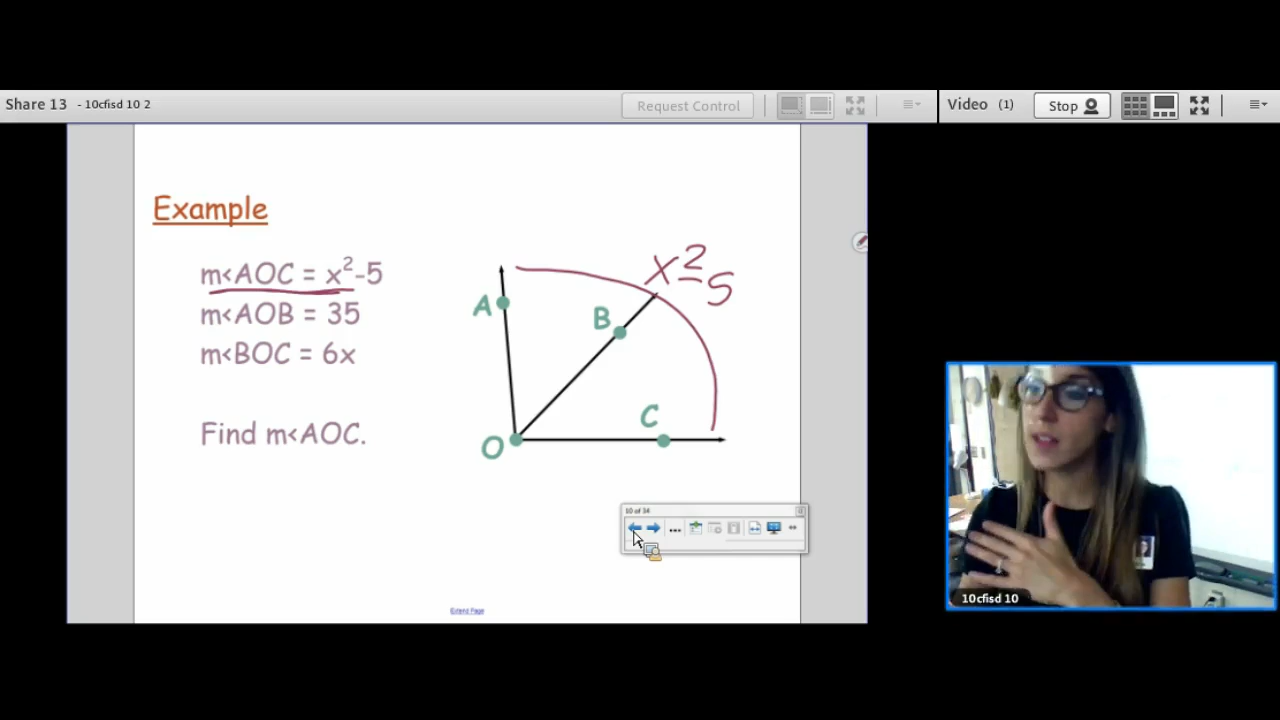 Share 13 - 10cfisd 10 2
Request Control
Video (1)
Stop
Example
m<AOC = x²-5
m<AOB = 35
m<BOC = 6x
Find m<AOC.
x²-5
A
B
C
O
10 of 34
Extend Page
10cfisd 10